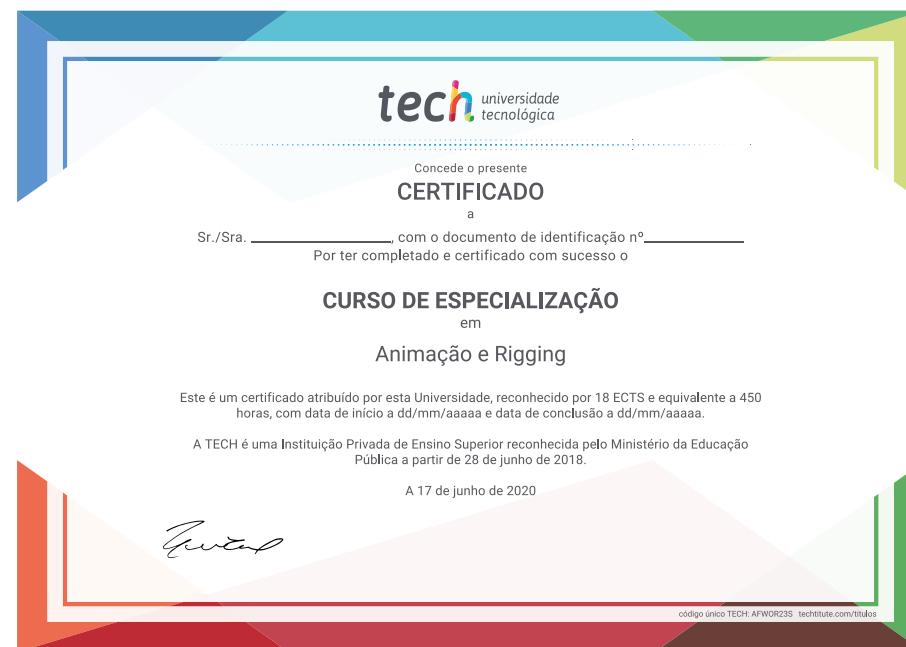 tech universidade
tecnológica
Concede o presente
CERTIFICADO
a
Sr./Sra. ____________________, com o documento de identificação nº______________
Por ter completado e certificado com sucesso o
CURSO DE ESPECIALIZAÇÃO
em
Animação e Rigging
Este é um certificado atribuído por esta Universidade, reconhecido por 18 ECTS e equivalente a 450
horas, com data de início a dd/mm/aaaaa e data de conclusão a dd/mm/aaaaa.
A TECH é uma Instituição Privada de Ensino Superior reconhecida pelo Ministério da Educação
Pública a partir de 28 de junho de 2018.
A 17 de junho de 2020
código único TECH: AFWOR23S techtitute.com/titulos